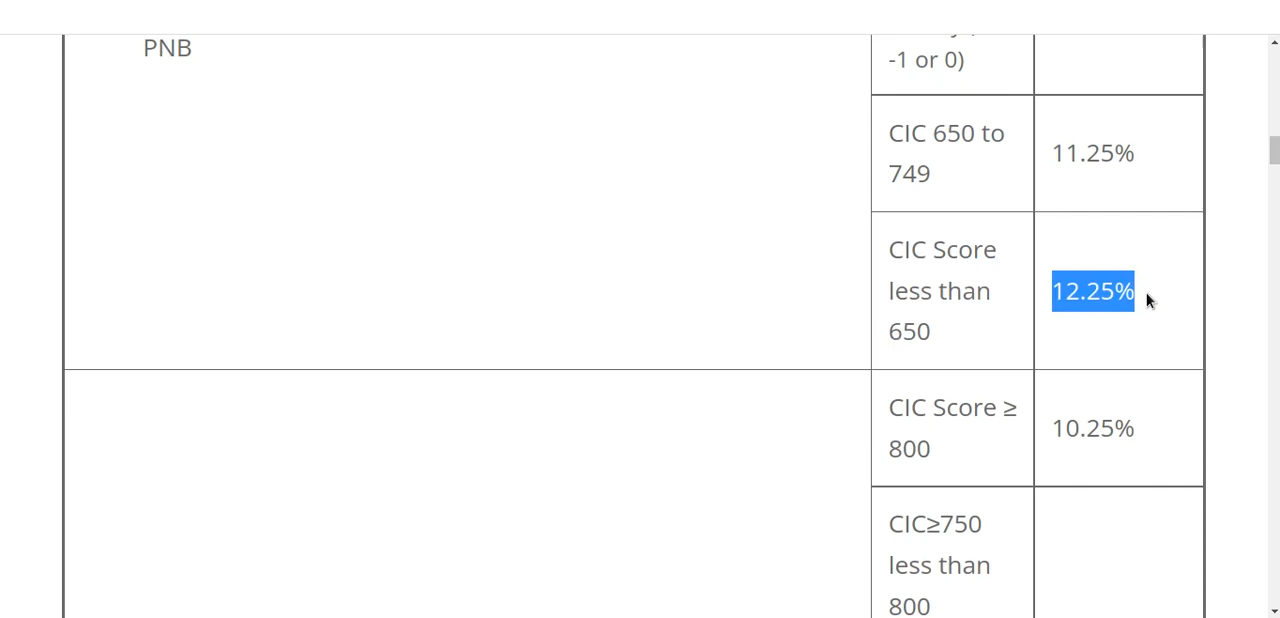 PNB
-1 or 0)
CIC 650 to
749
11.25%
CIC Score
less than
650
12.25%
CIC Score ≥
800
10.25%
CIC≥750
less than
800